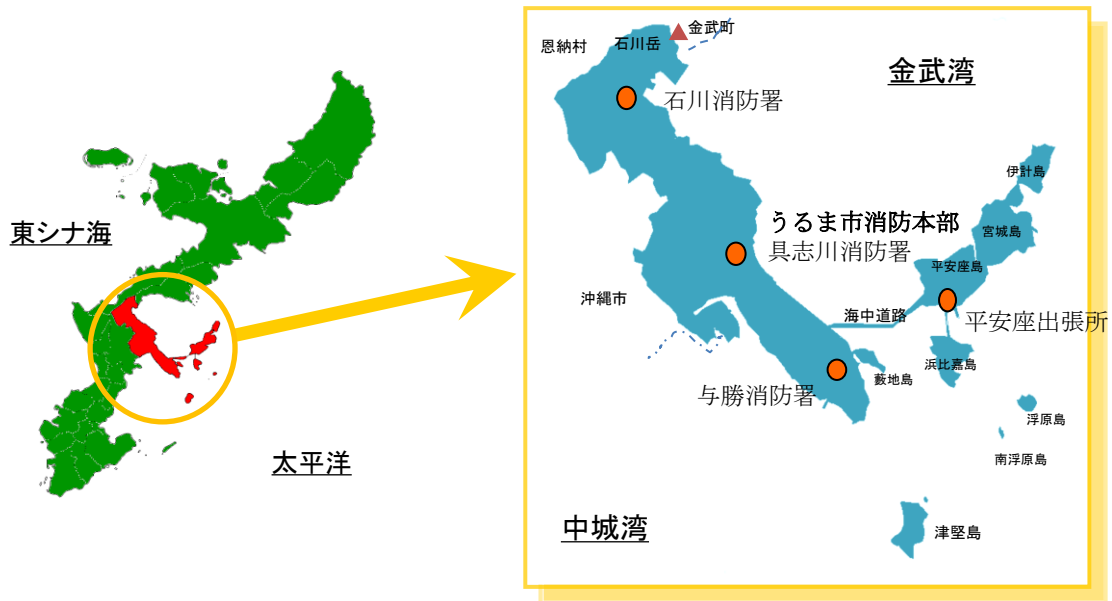 東シナ海
太平洋
恩納村
石川岳
金武町
金武湾
石川消防署
伊計島
うるま市消防本部
具志川消防署
宮城島
平安座島
沖縄市
海中道路
平安座出張所
浜比嘉島
藪地島
与勝消防署
浮原島
南浮原島
中城湾
津堅島